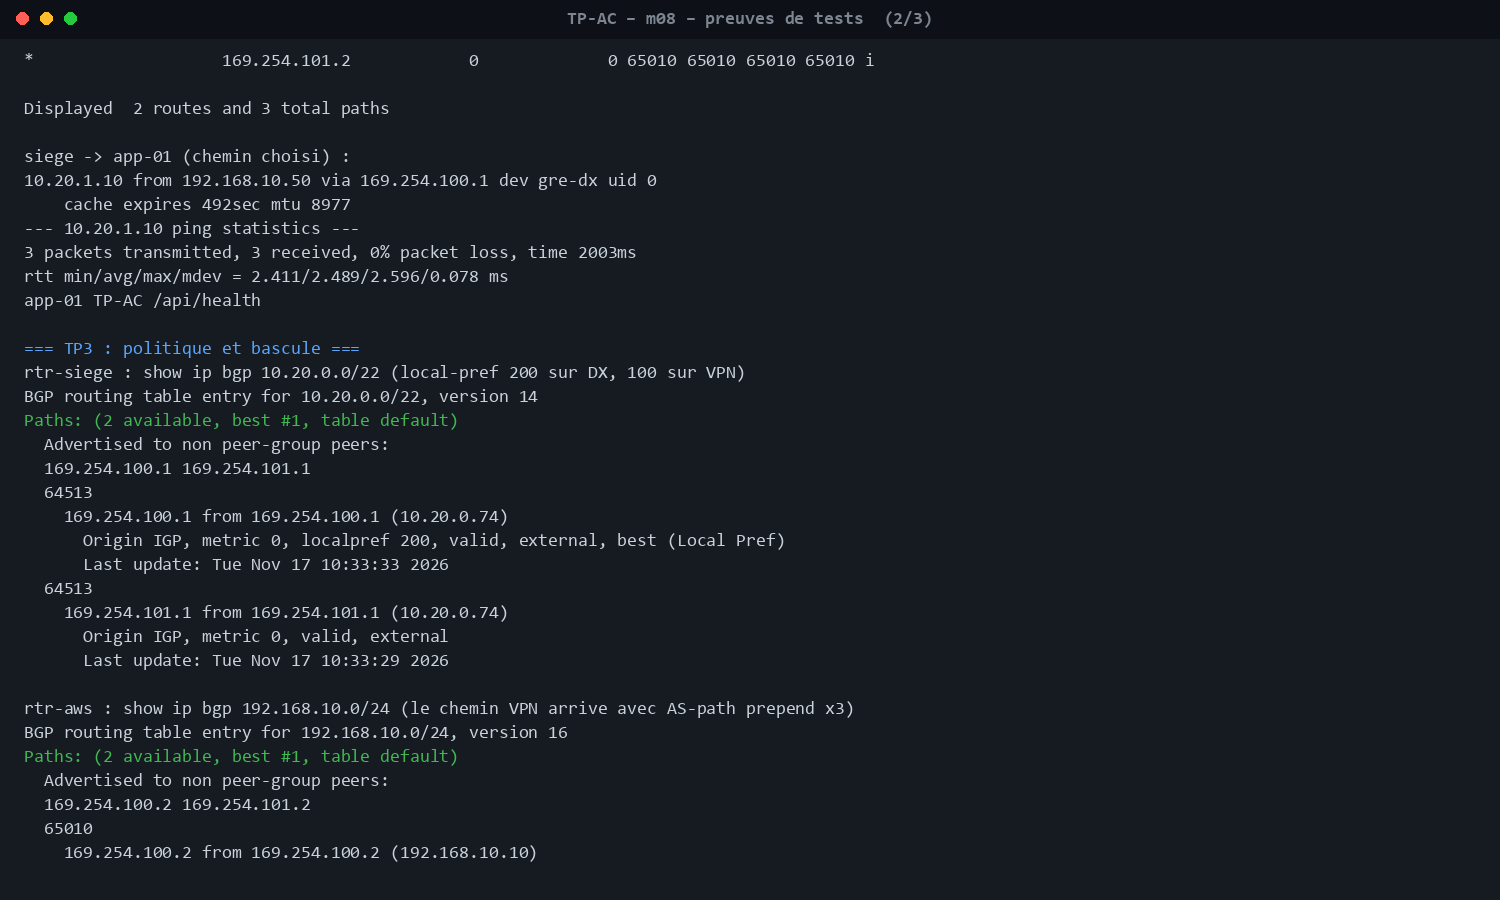 TP-AC – m08 – preuves de tests  (2/3)
*                   169.254.101.2            0             0 65010 65010 65010 65010 i
Displayed  2 routes and 3 total paths
siege -> app-01 (chemin choisi) :
10.20.1.10 from 192.168.10.50 via 169.254.100.1 dev gre-dx uid 0
    cache expires 492sec mtu 8977
--- 10.20.1.10 ping statistics ---
3 packets transmitted, 3 received, 0% packet loss, time 2003ms
rtt min/avg/max/mdev = 2.411/2.489/2.596/0.078 ms
app-01 TP-AC /api/health
=== TP3 : politique et bascule ===
rtr-siege : show ip bgp 10.20.0.0/22 (local-pref 200 sur DX, 100 sur VPN)
BGP routing table entry for 10.20.0.0/22, version 14
Paths: (2 available, best #1, table default)
  Advertised to non peer-group peers:
  169.254.100.1 169.254.101.1
  64513
    169.254.100.1 from 169.254.100.1 (10.20.0.74)
      Origin IGP, metric 0, localpref 200, valid, external, best (Local Pref)
      Last update: Tue Nov 17 10:33:33 2026
  64513
    169.254.101.1 from 169.254.101.1 (10.20.0.74)
      Origin IGP, metric 0, valid, external
      Last update: Tue Nov 17 10:33:29 2026
rtr-aws : show ip bgp 192.168.10.0/24 (le chemin VPN arrive avec AS-path prepend x3)
BGP routing table entry for 192.168.10.0/24, version 16
Paths: (2 available, best #1, table default)
  Advertised to non peer-group peers:
  169.254.100.2 169.254.101.2
  65010
    169.254.100.2 from 169.254.100.2 (192.168.10.10)